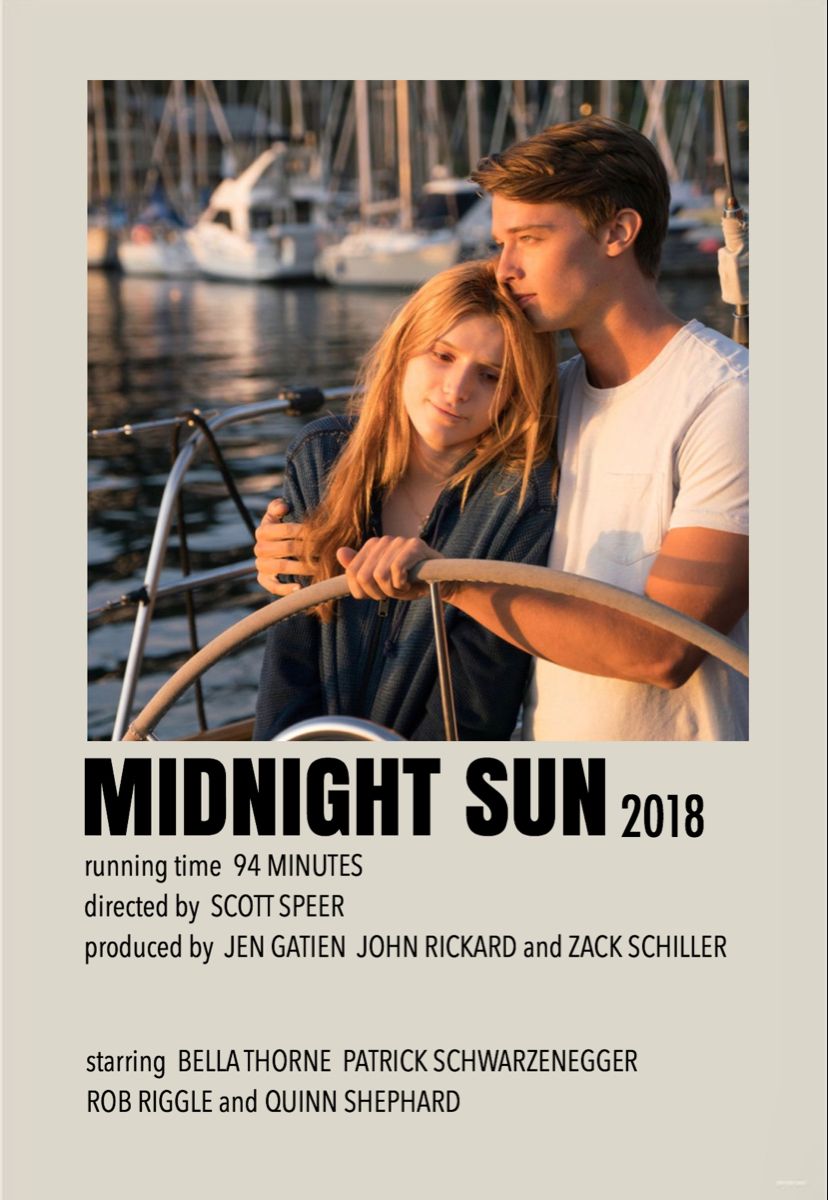 MIDNIGHT SUN 2018
running time 94 MINUTES
directed by SCOTT SPEER
produced by JEN GATIEN JOHN RICKARD and ZACK SCHILLER
starring BELLA THORNE PATRICK SCHWARZENEGGER
ROB RIGGLE and QUINN SHEPHARD